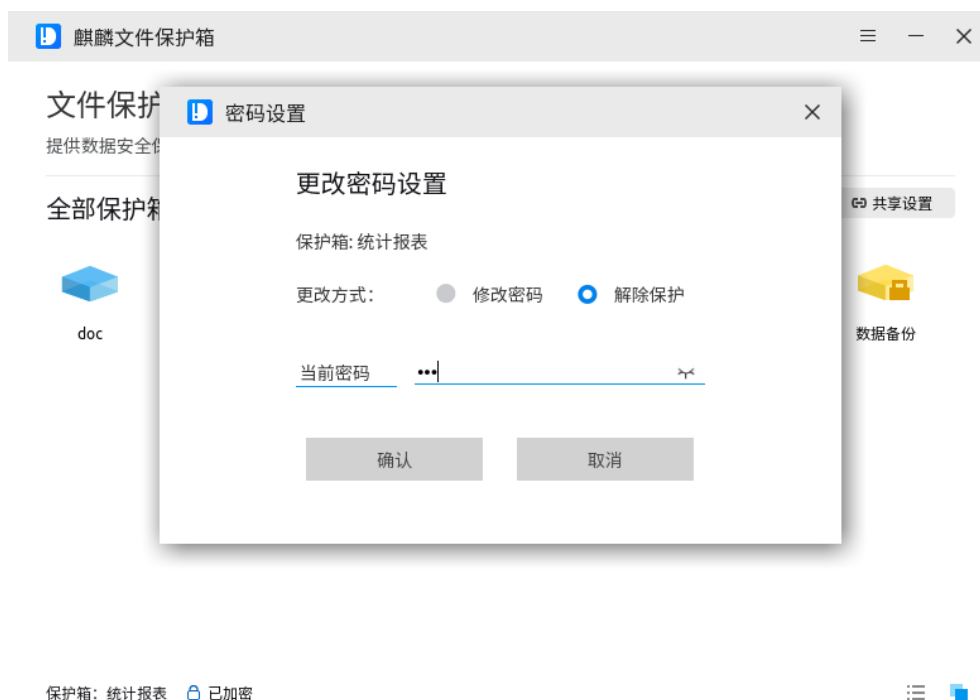 麒麟文件保护箱
文件保护
提供数据安全保
全部保护箱
共享设置
doc
数据备份
密码设置
更改密码设置
保护箱: 统计报表
更改方式：
修改密码
解除保护
当前密码
•••
确认
取消
保护箱：统计报表
已加密